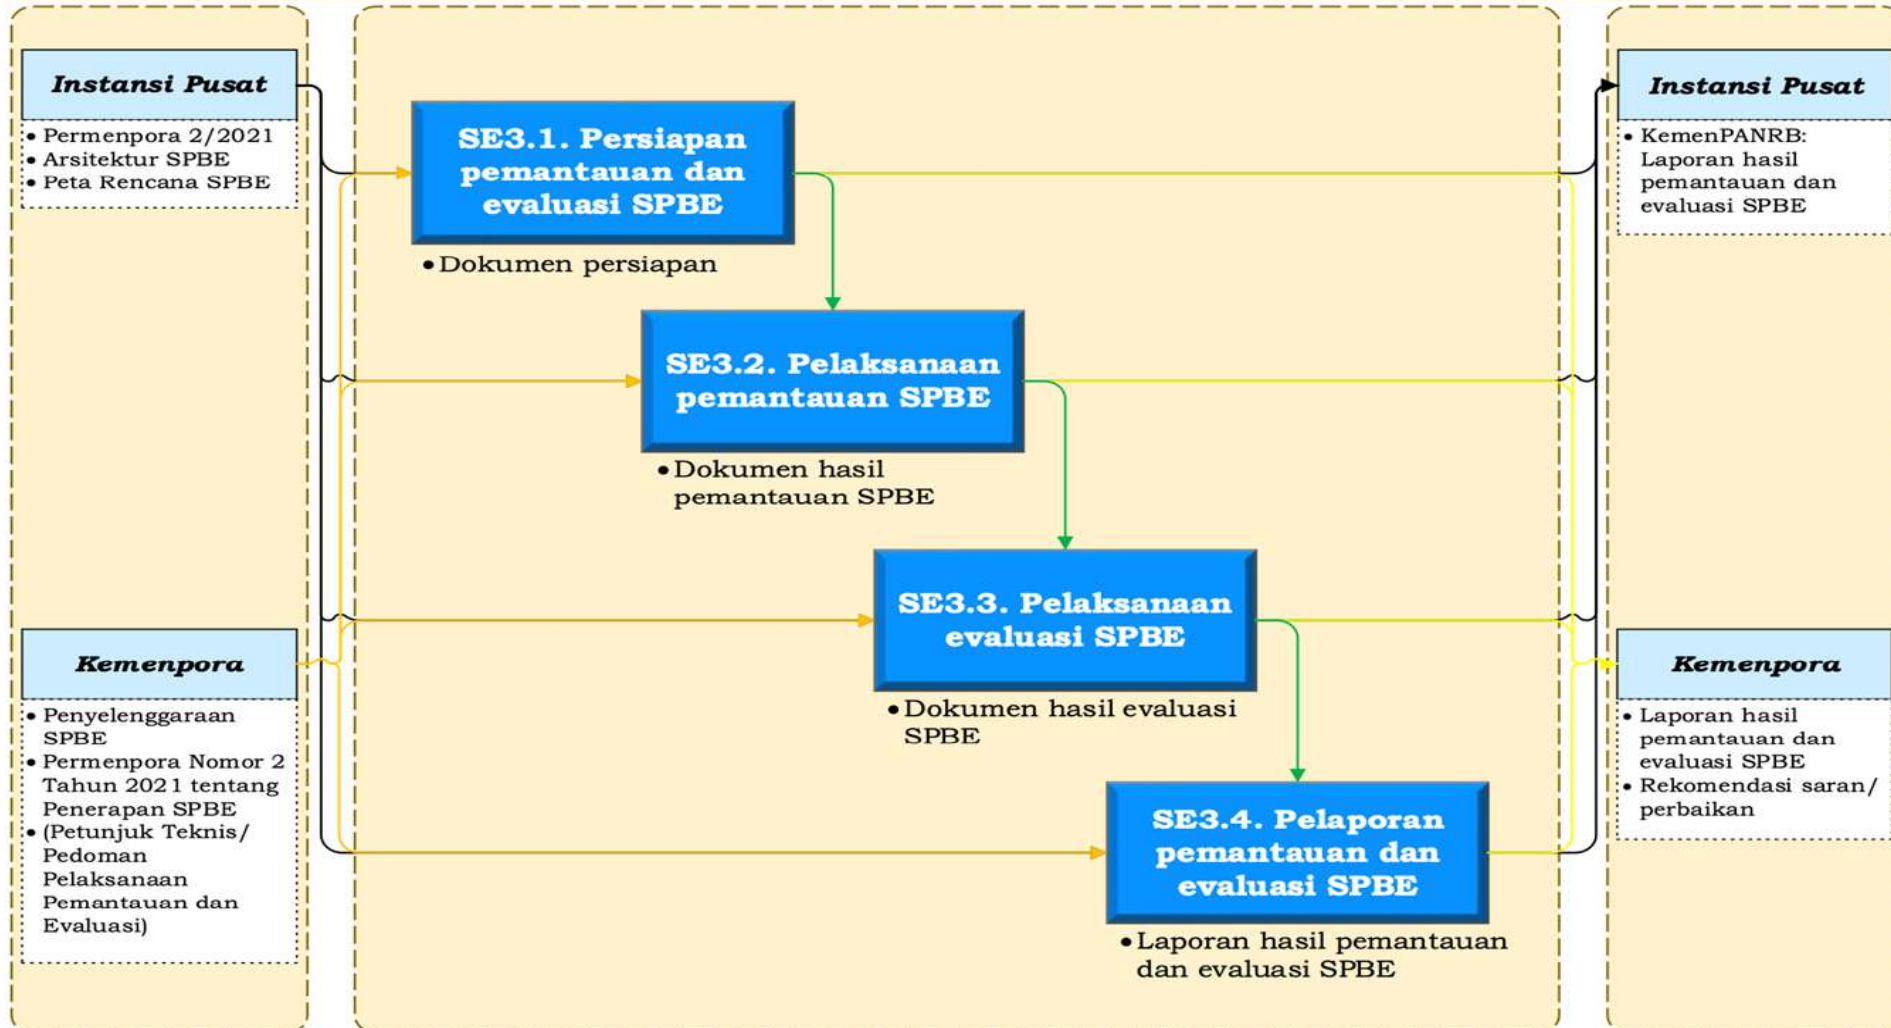 Instansi Pusat
• Permenpora 2/2021
• Arsitektur SPBE
• Peta Rencana SPBE
Kemenpora
• Penyelenggaraan
SPBE
• Permenpora Nomor 2
Tahun 2021 tentang
Penerapan SPBE
• (Petunjuk Teknis/
Pedoman
Pelaksanaan
Pemantauan dan
Evaluasi)
SE3.1. Persiapan
pemantauan dan
evaluasi SPBE
• Dokumen persiapan
SE3.2. Pelaksanaan
pemantauan SPBE
• Dokumen hasil
pemantauan SPBE
SE3.3. Pelaksanaan
evaluasi SPBE
• Dokumen hasil evaluasi
SPBE
SE3.4. Pelaporan
pemantauan dan
evaluasi SPBE
• Laporan hasil pemantauan
dan evaluasi SPBE
Instansi Pusat
• KemenPANRB:
Laporan hasil
pemantauan dan
evaluasi SPBE
Kemenpora
• Laporan hasil
pemantauan dan
evaluasi SPBE
• Rekomendasi saran/
perbaikan